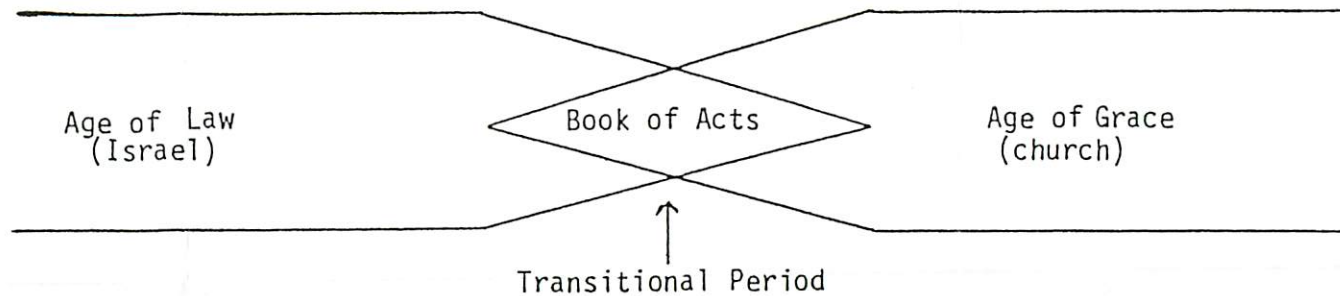 Age of Law
(Israel)
Book of Acts
Age of Grace
(church)
Transitional Period